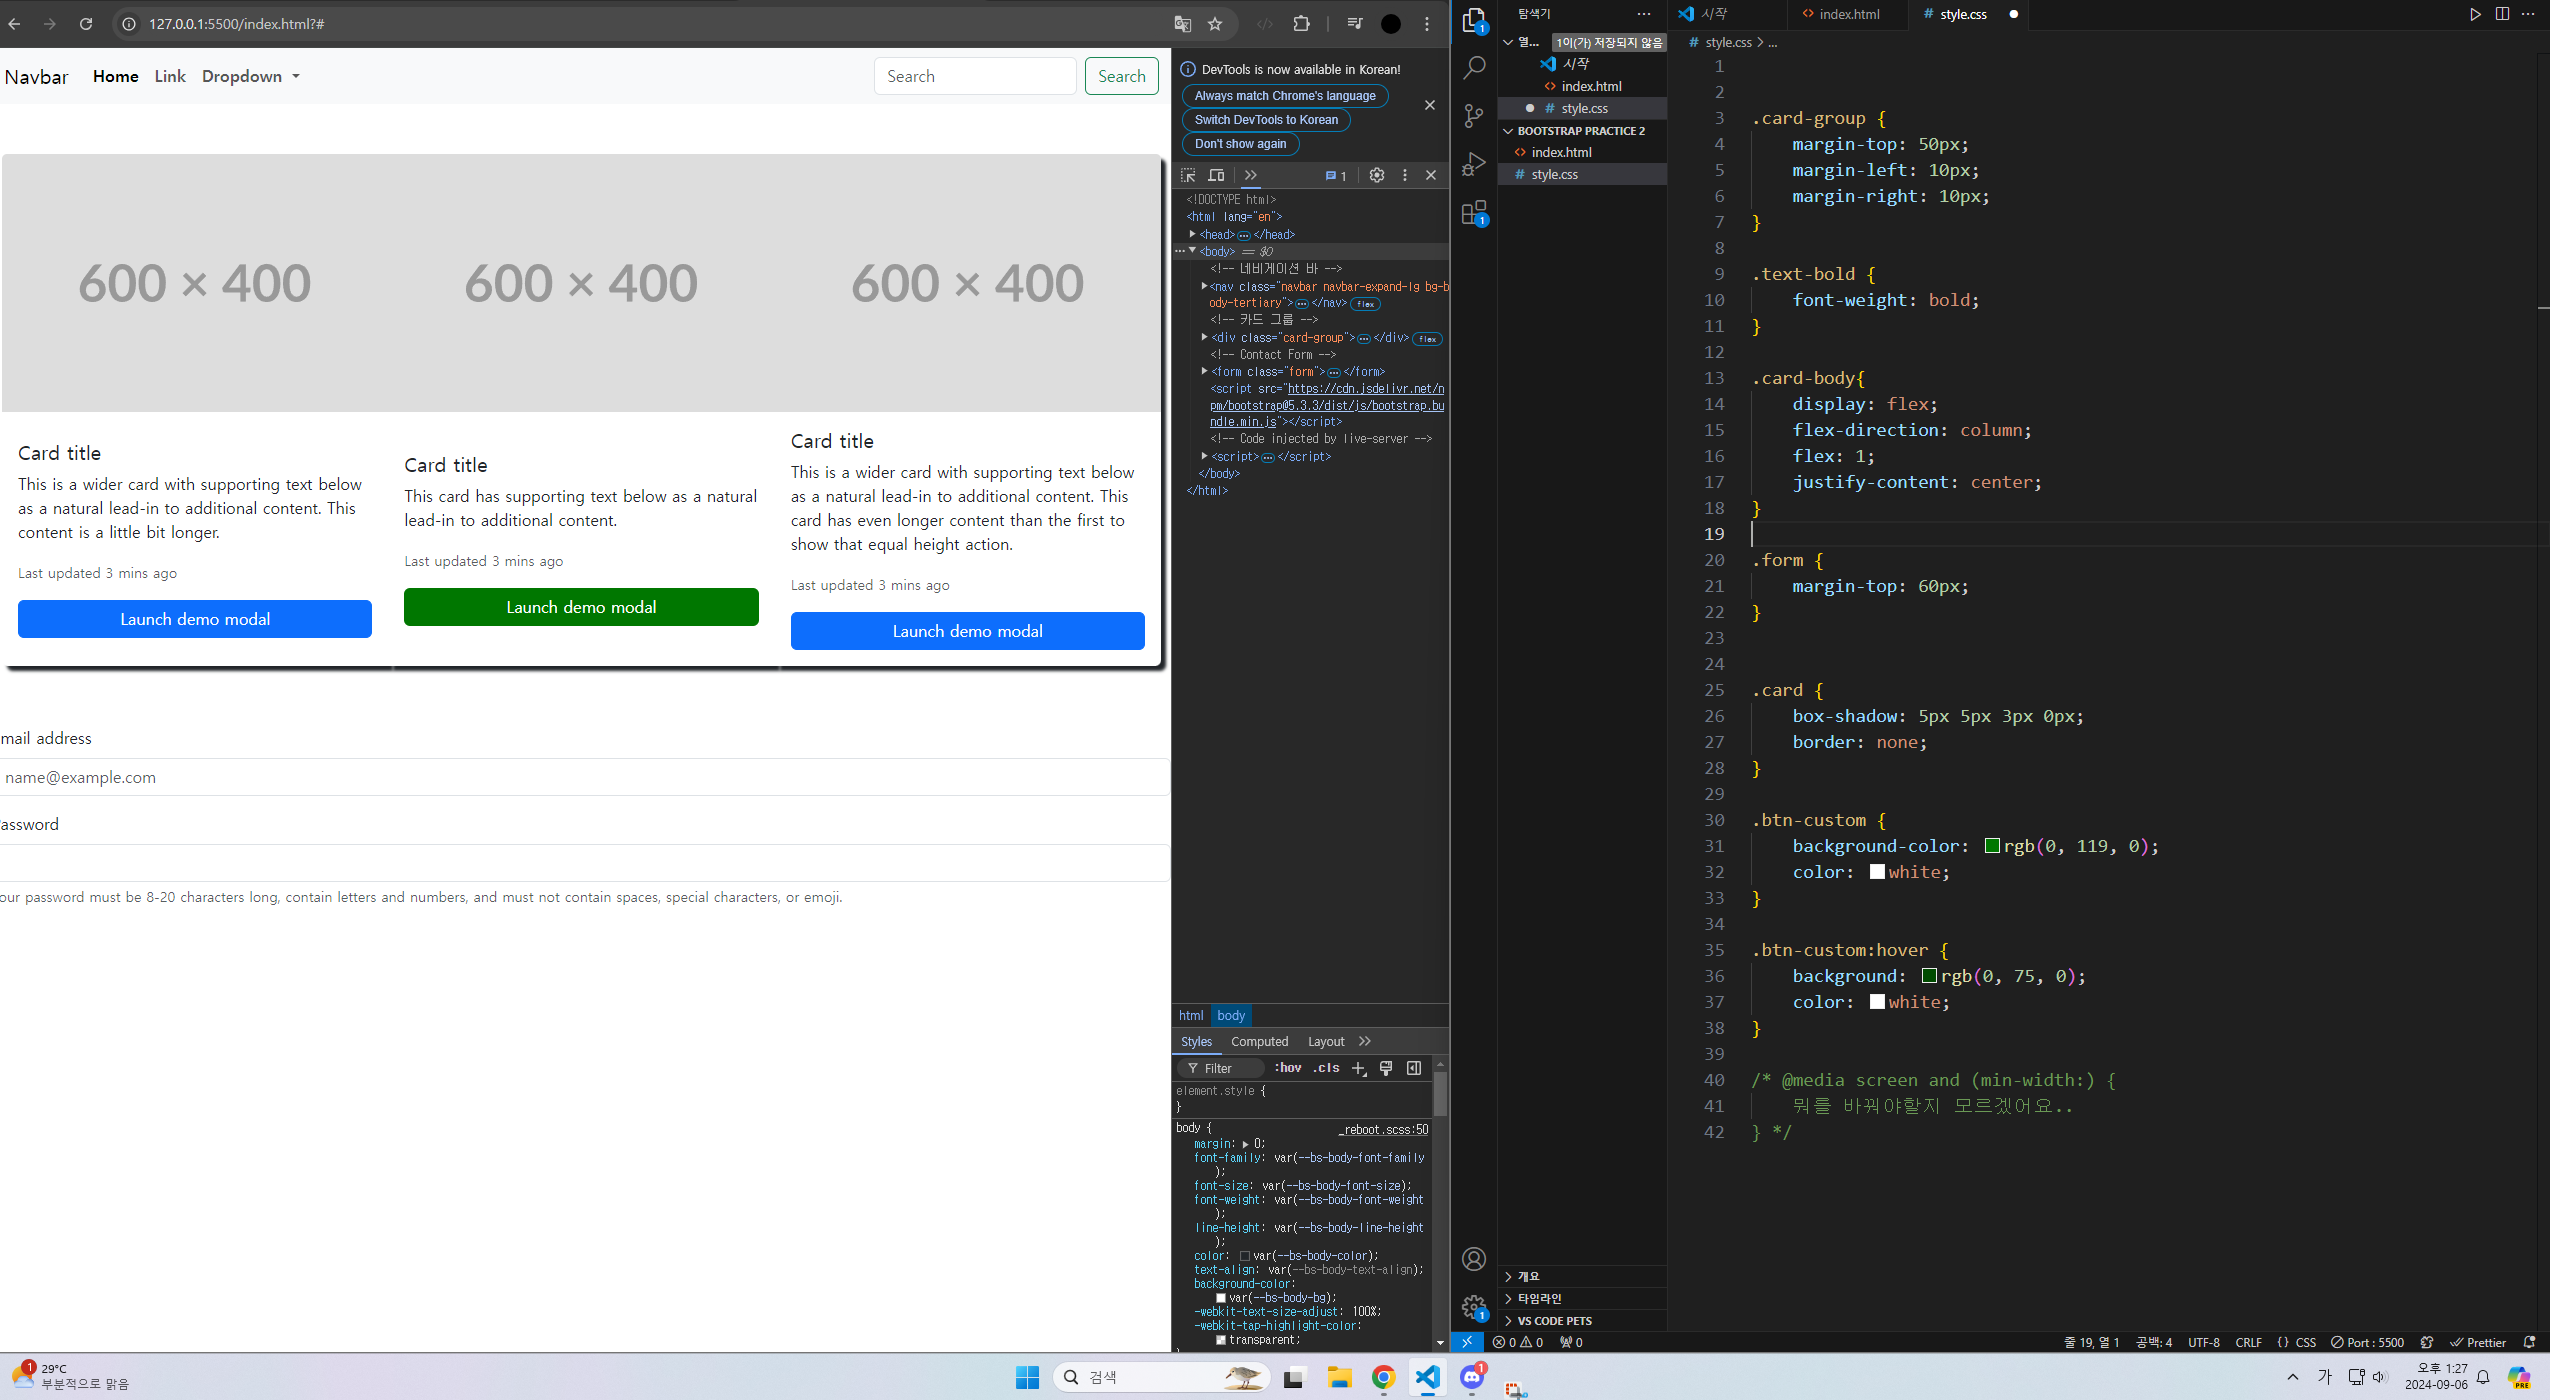 127.0.0.1:5500/index.html?#
Navbar Home Link Dropdown Search Search
600 × 400 600 × 400 600 × 400
Card title
This is a wider card with supporting text below
as a natural lead-in to additional content. This
content is a little bit longer.
Last updated 3 mins ago
Launch demo modal
Card title
This card has supporting text below as a natural
lead-in to additional content.
Last updated 3 mins ago
Launch demo modal
Card title
This is a wider card with supporting text below
as a natural lead-in to additional content. This
card has even longer content than the first to
show that equal height action.
Last updated 3 mins ago
Launch demo modal
mail address
name@example.com
assword
our password must be 8-20 characters long, contain letters and numbers, and must not contain spaces, special characters, or emoji.
DevTools is now available in Korean!
Always match Chrome's language
Switch DevTools to Korean
Don't show again
1
<!DOCTYPE html>
<html lang="en">
<head> </head>
<body> == $0
<!-- 네비게이션 바 -->
<nav class="navbar navbar-expand-lg bg-b
ody-tertiary"> </nav> flex
<!-- 카드 그룹 -->
<div class="card-group"> </div> flex
<!-- Contact Form -->
<form class="form"> </form>
<script src="https://cdn.jsdelivr.net/n
pm/bootstrap@5.3.3/dist/js/bootstrap.bu
ndle.min.js"></script>
<!-- Code injected by live-server -->
<script> </script>
</body>
</html>
html body
Styles Computed Layout
Filter :hov .cls
element.style {
}
body { _reboot.scss:50
margin: 0;
font-family: var(--bs-body-font-family
);
font-size: var(--bs-body-font-size);
font-weight: var(--bs-body-font-weight
);
line-height: var(--bs-body-line-height
);
color: var(--bs-body-color);
text-align: var(--bs-body-text-align);
background-color:
var(--bs-body-bg);
-webkit-text-size-adjust: 100%;
-webkit-tap-highlight-color:
transparent;
1
1
1
탐색기 ···
열... 1이(가) 저장되지 않음
시작
index.html
style.css
BOOTSTRAP PRACTICE 2
index.html
style.css
개요
타임라인
VS CODE PETS
시작 index.html style.css
style.css > ...
1
2
3 .card-group {
4 margin-top: 50px;
5 margin-left: 10px;
6 margin-right: 10px;
7 }
8
9 .text-bold {
10 font-weight: bold;
11 }
12
13 .card-body{
14 display: flex;
15 flex-direction: column;
16 flex: 1;
17 justify-content: center;
18 }
19
20 .form {
21 margin-top: 60px;
22 }
23
24
25 .card {
26 box-shadow: 5px 5px 3px 0px;
27 border: none;
28 }
29
30 .btn-custom {
31 background-color: rgb(0, 119, 0);
32 color: white;
33 }
34
35 .btn-custom:hover {
36 background: rgb(0, 75, 0);
37 color: white;
38 }
39
40 /* @media screen and (min-width:) {
41 뭐를 바꿔야할지 모르겠어요..
42 } */
0 0 0 줄 19, 열 1 공백: 4 UTF-8 CRLF {} CSS Port : 5500 Prettier
1 29°C
부분적으로 맑음
검색
1
가
오후 1:27
2024-09-06
PRE